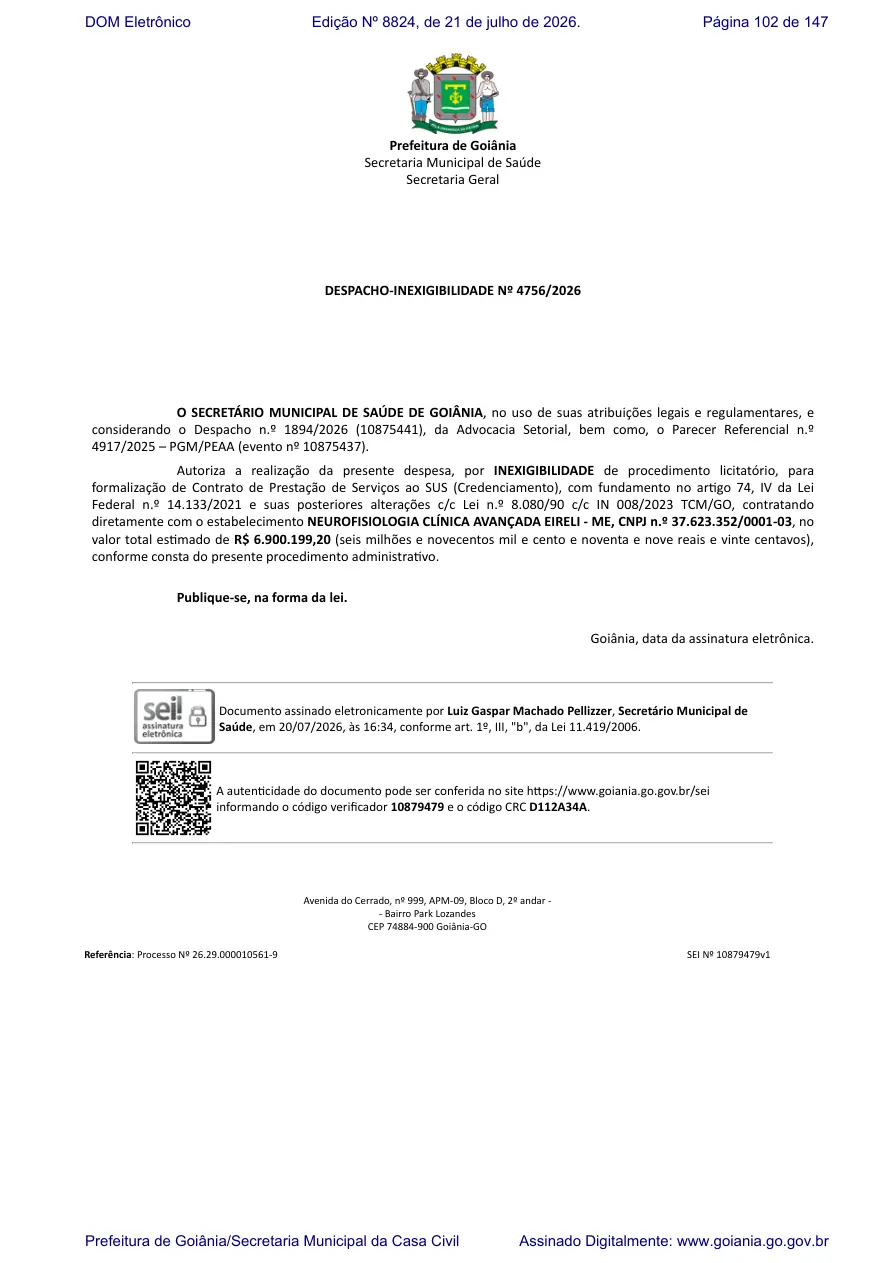 DOM Eletrônico Edição Nº 8824, de 21 de julho de 2026. Página 102 de 147
Prefeitura de Goiânia
Secretaria Municipal de Saúde
Secretaria Geral
DESPACHO-INEXIGIBILIDADE Nº 4756/2026
O SECRETÁRIO MUNICIPAL DE SAÚDE DE GOIÂNIA, no uso de suas atribuições legais e regulamentares, e
considerando o Despacho n.º 1894/2026 (10875441), da Advocacia Setorial, bem como, o Parecer Referencial n.º
4917/2025 – PGM/PEAA (evento nº 10875437).
Autoriza a realização da presente despesa, por INEXIGIBILIDADE de procedimento licitatório, para
formalização de Contrato de Prestação de Serviços ao SUS (Credenciamento), com fundamento no artigo 74, IV da Lei
Federal n.º 14.133/2021 e suas posteriores alterações c/c Lei n.º 8.080/90 c/c IN 008/2023 TCM/GO, contratando
diretamente com o estabelecimento NEUROFISIOLOGIA CLÍNICA AVANÇADA EIRELI - ME, CNPJ n.º 37.623.352/0001-03, no
valor total estimado de R$ 6.900.199,20 (seis milhões e novecentos mil e cento e noventa e nove reais e vinte centavos),
conforme consta do presente procedimento administrativo.
Publique-se, na forma da lei.
Goiânia, data da assinatura eletrônica.
sei!
assinatura
eletrônica
Documento assinado eletronicamente por Luiz Gaspar Machado Pellizzer, Secretário Municipal de
Saúde, em 20/07/2026, às 16:34, conforme art. 1º, III, "b", da Lei 11.419/2006.
A autenticidade do documento pode ser conferida no site https://www.goiania.go.gov.br/sei
informando o código verificador 10879479 e o código CRC D112A34A.
Avenida do Cerrado, nº 999, APM-09, Bloco D, 2º andar -
- Bairro Park Lozandes
CEP 74884-900 Goiânia-GO
Referência: Processo Nº 26.29.000010561-9 SEI Nº 10879479v1
Prefeitura de Goiânia/Secretaria Municipal da Casa Civil Assinado Digitalmente: www.goiania.go.gov.br